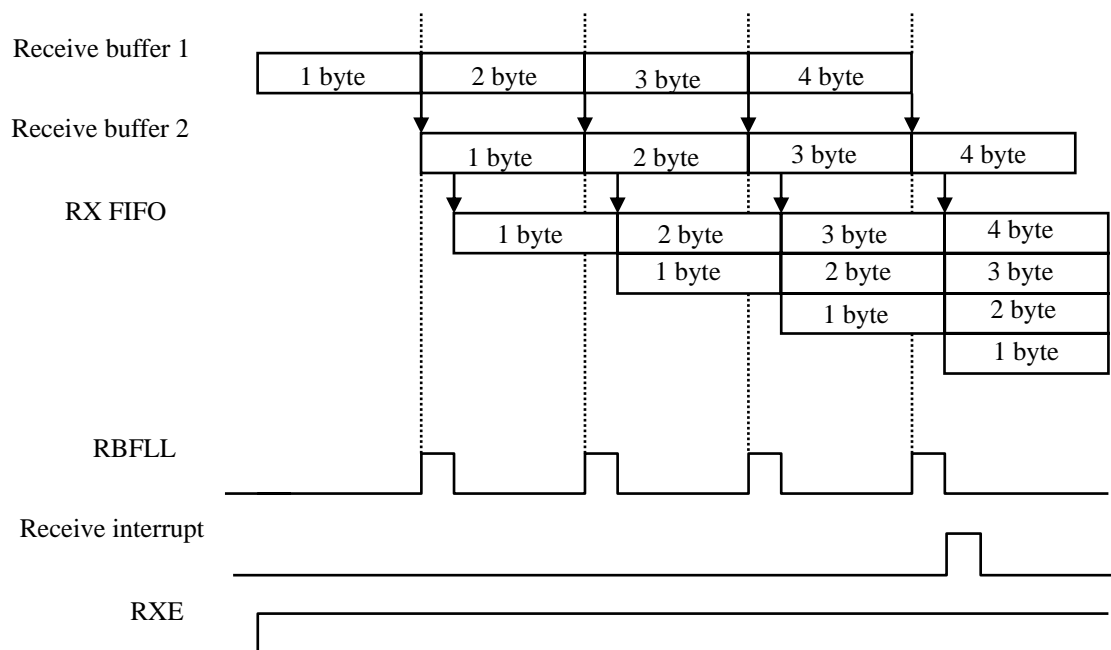 Receive buffer 1
1 byte 2 byte 3 byte 4 byte
Receive buffer 2
1 byte 2 byte 3 byte 4 byte
RX FIFO
1 byte 2 byte 3 byte 4 byte
1 byte 2 byte 3 byte
1 byte 2 byte
1 byte
RBFLL
Receive interrupt
RXE